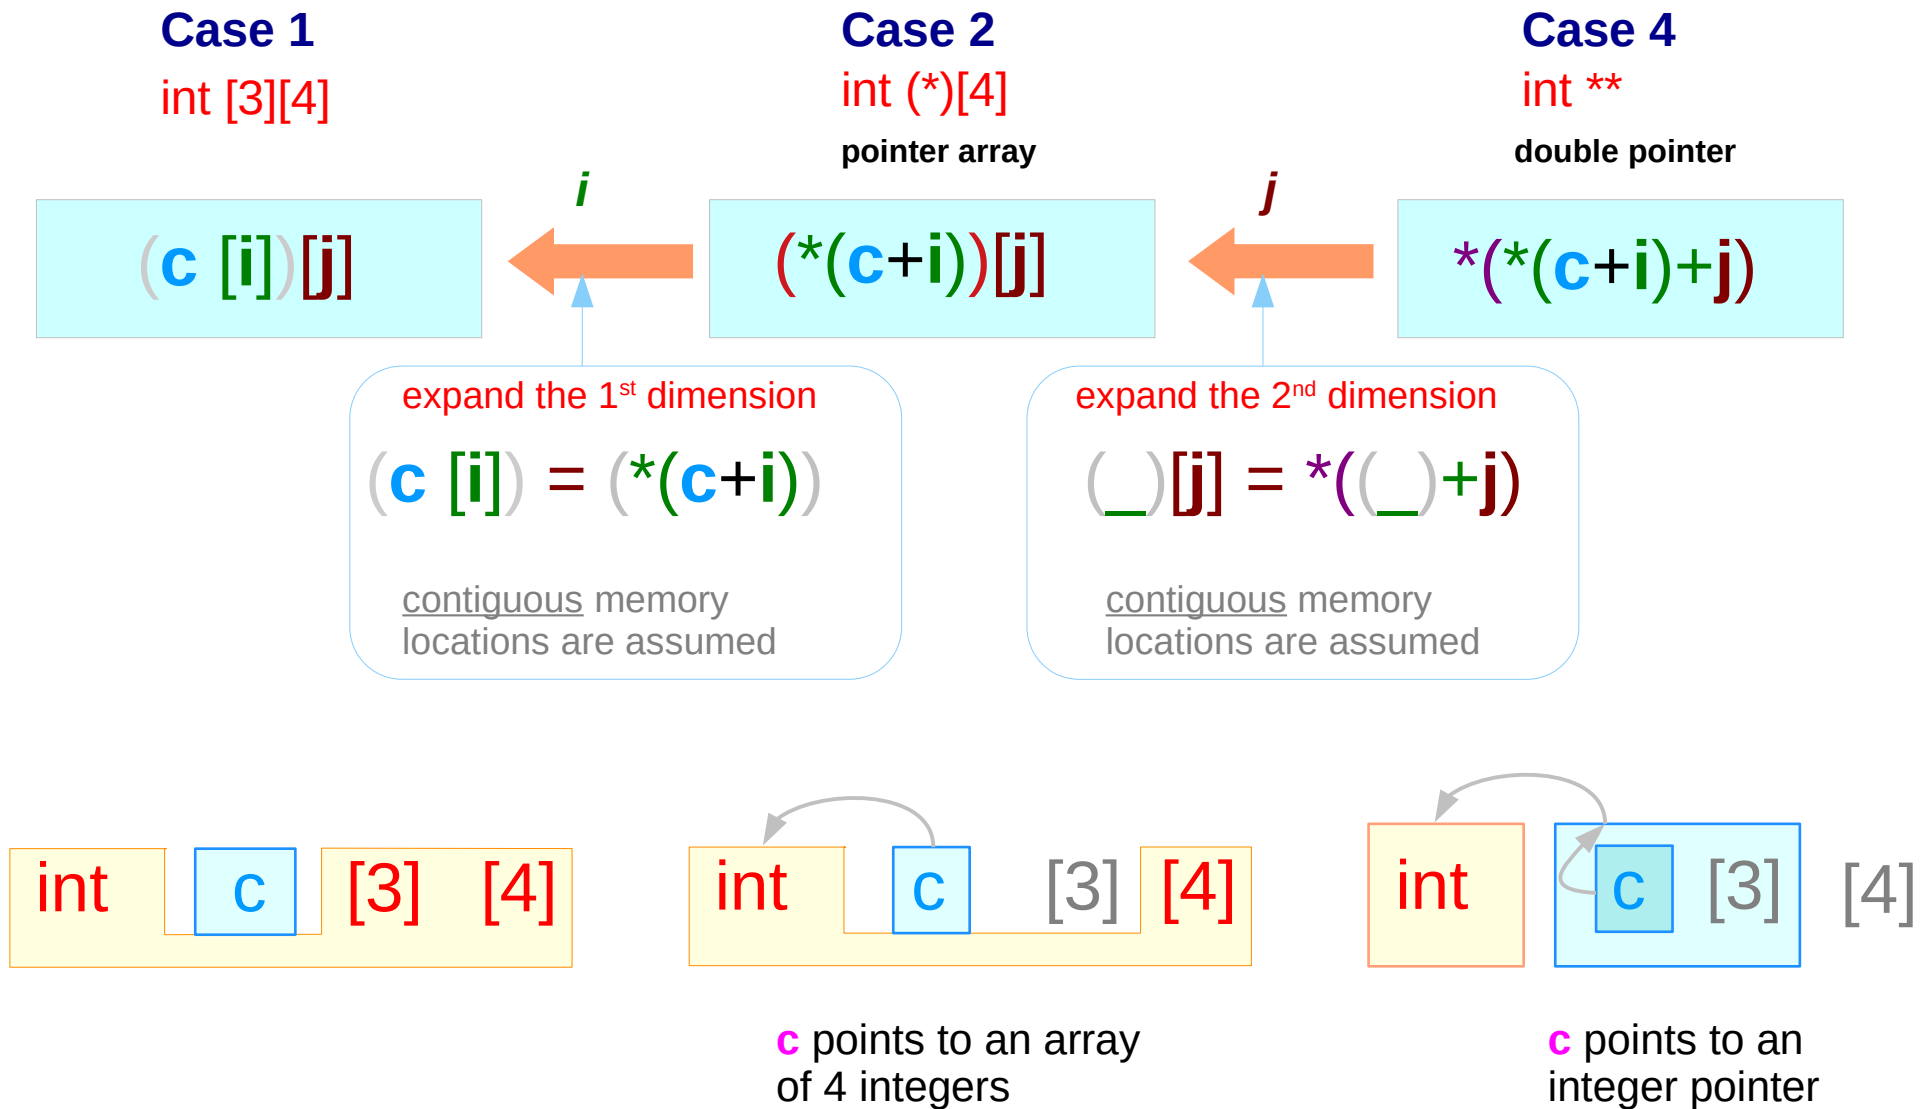 Case 1
int [3][4]
Case 2
int (*)[4]
pointer array
Case 4
int **
double pointer
i
j
(c [i])[j]
(*(c+i))[j]
*(*(c+i)+j)
expand the 1st dimension
(c [i]) = (*(c+i))
contiguous memory
locations are assumed
expand the 2nd dimension
(_)[j] = *((_)+j)
contiguous memory
locations are assumed
int c [3] [4]
int c [3] [4]
int c [3] [4]
c points to an array
of 4 integers
c points to an
integer pointer